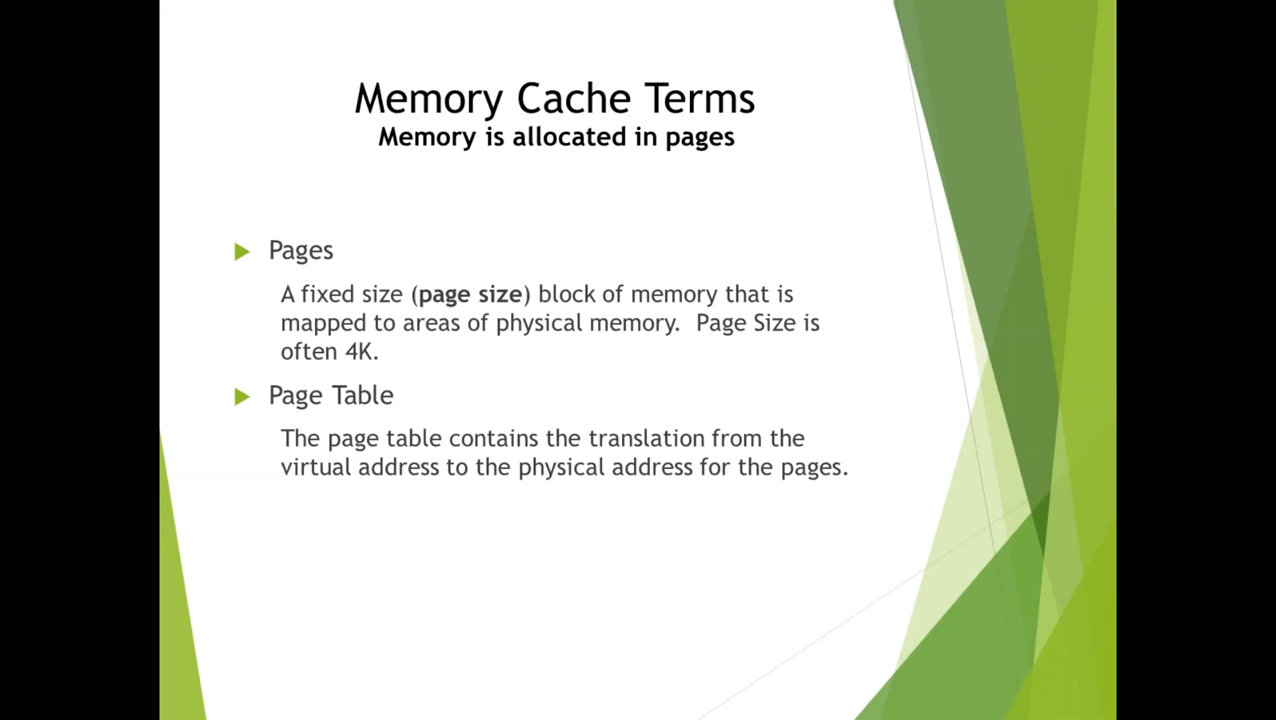 Memory Cache Terms
Memory is allocated in pages
Pages
A fixed size (page size) block of memory that is
mapped to areas of physical memory.  Page Size is
often 4K.
Page Table
The page table contains the translation from the
virtual address to the physical address for the pages.